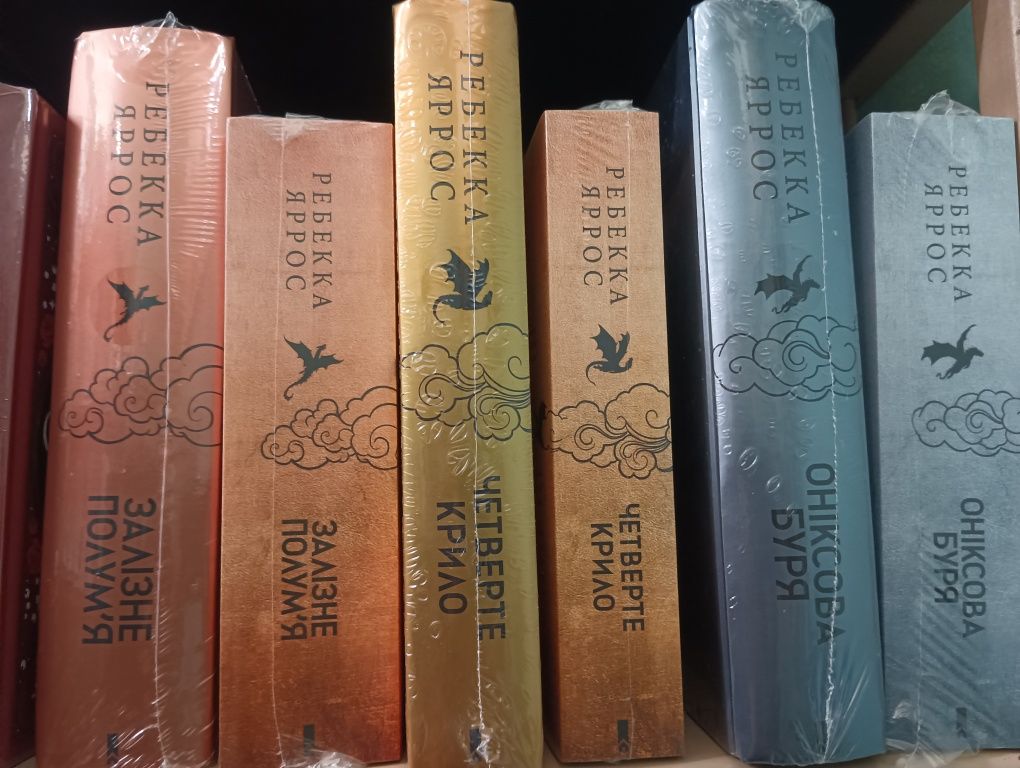 РЕБЕККА
ЯРРОС
ЗАЛІЗНЕ
ПОЛУМ'Я
РЕБЕККА
ЯРРОС
ЗАЛІЗНЕ
ПОЛУМ'Я
РЕБЕККА
ЯРРОС
ЧЕТВЕРТЕ
КРИЛО
РЕБЕККА
ЯРРОС
ЧЕТВЕРТЕ
КРИЛО
РЕБЕККА
ЯРРОС
ОНІКСОВА
БУРЯ
РЕБЕККА
ЯРРОС
ОНІКСОВА
БУРЯ